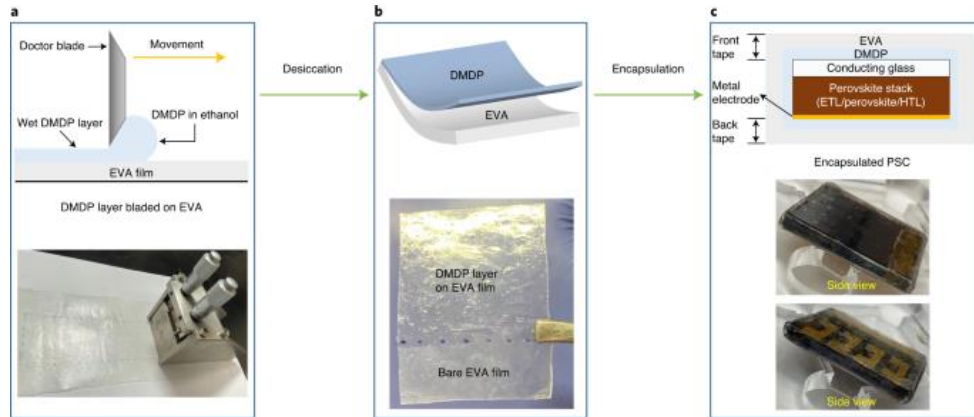 a
Doctor blade
Movement
Wet DMDP layer
DMDP in ethanol
EVA film
DMDP layer bladed on EVA
Desiccation
b
DMDP
EVA
DMDP layer
on EVA film
Bare EVA film
Encapsulation
c
Front
tape
EVA
DMDP
Conducting glass
Metal
electrode
Perovskite stack
(ETL/perovskite/HTL)
Back
tape
Encapsulated PSC
Side view
Side view